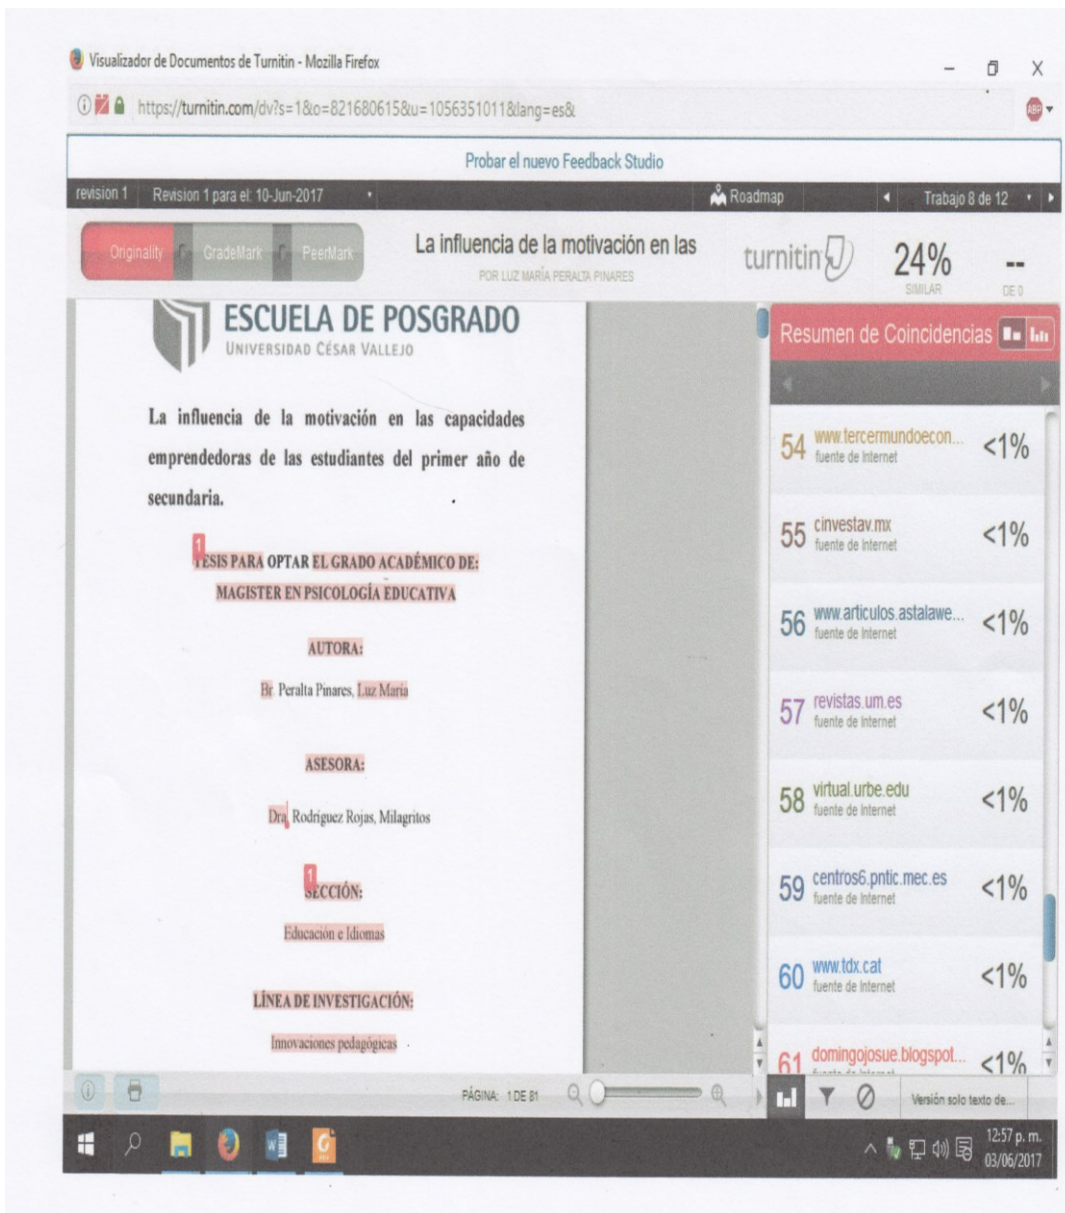 Visualizador de Documentos de Turnitin - Mozilla Firefox
https://turnitin.com/dv?s=1&o=821680615&u=1056351011&lang=es&
ABP
Probar el nuevo Feedback Studio
revision 1 Revision 1 para el: 10-Jun-2017 Roadmap Trabajo 8 de 12
Originality GradeMark PeerMark
La influencia de la motivación en las
POR LUZ MARÍA PERALTA PINARES
turnitin
24%
SIMILAR
--
DE 0
ESCUELA DE POSGRADO
UNIVERSIDAD CÉSAR VALLEJO
La influencia de la motivación en las capacidades
emprendedoras de las estudiantes del primer año de
secundaria.
1
TESIS PARA OPTAR EL GRADO ACADÉMICO DE:
MAGISTER EN PSICOLOGÍA EDUCATIVA
AUTORA:
Br. Peralta Pinares, Luz María
ASESORA:
Dra. Rodríguez Rojas, Milagritos
1
SECCIÓN:
Educación e Idiomas
LÍNEA DE INVESTIGACIÓN:
Innovaciones pedagógicas
Resumen de Coincidencias
54 www.tercermundoecon... <1%
fuente de Internet
55 cinvestav.mx <1%
fuente de Internet
56 www.articulos.astalawe... <1%
fuente de Internet
57 revistas.um.es <1%
fuente de Internet
58 virtual.urbe.edu <1%
fuente de Internet
59 centros6.pntic.mec.es <1%
fuente de Internet
60 www.tdx.cat <1%
fuente de Internet
61 domingojosue.blogspot... <1%
PÁGINA: 1 DE 81
Versión solo texto de...
12:57 p. m.
03/06/2017